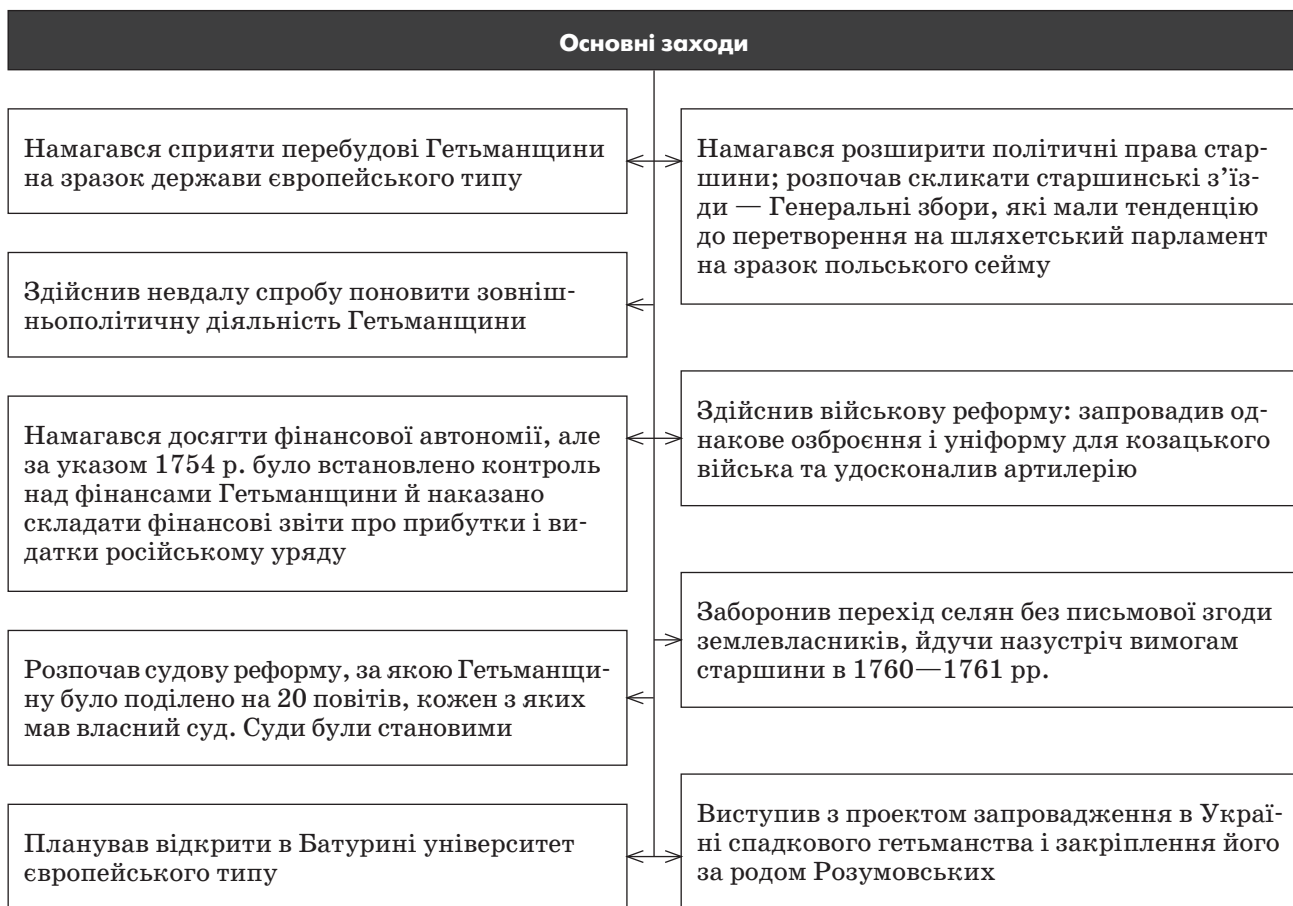 Основні заходи
Намагався сприяти перебудові Гетьманщини
на зразок держави європейського типу
Намагався розширити політичні права стар-
шини; розпочав скликати старшинські з’їз-
ди — Генеральні збори, які мали тенденцію
до перетворення на шляхетський парламент
на зразок польського сейму
Здійснив невдалу спробу поновити зовніш-
ньополітичну діяльність Гетьманщини
Намагався досягти фінансової автономії, але
за указом 1754 р. було встановлено контроль
над фінансами Гетьманщини й наказано
складати фінансові звіти про прибутки і ви-
датки російському уряду
Здійснив військову реформу: запровадив од-
накове озброєння і уніформу для козацького
війська та удосконалив артилерію
Заборонив перехід селян без письмової згоди
землевласників, йдучи назустріч вимогам
старшини в 1760—1761 рр.
Розпочав судову реформу, за якою Гетьманщи-
ну було поділено на 20 повітів, кожен з яких
мав власний суд. Суди були становими
Планував відкрити в Батурині університет
європейського типу
Виступив з проектом запровадження в Украї-
ні спадкового гетьманства і закріплення його
за родом Розумовських